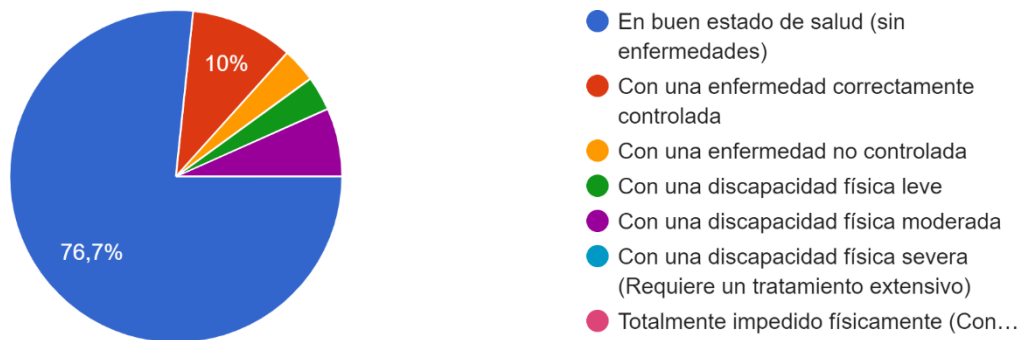 10%
76,7%
En buen estado de salud (sin
enfermedades)
Con una enfermedad correctamente
controlada
Con una enfermedad no controlada
Con una discapacidad física leve
Con una discapacidad física moderada
Con una discapacidad física severa
(Requiere un tratamiento extensivo)
Totalmente impedido físicamente (Con…